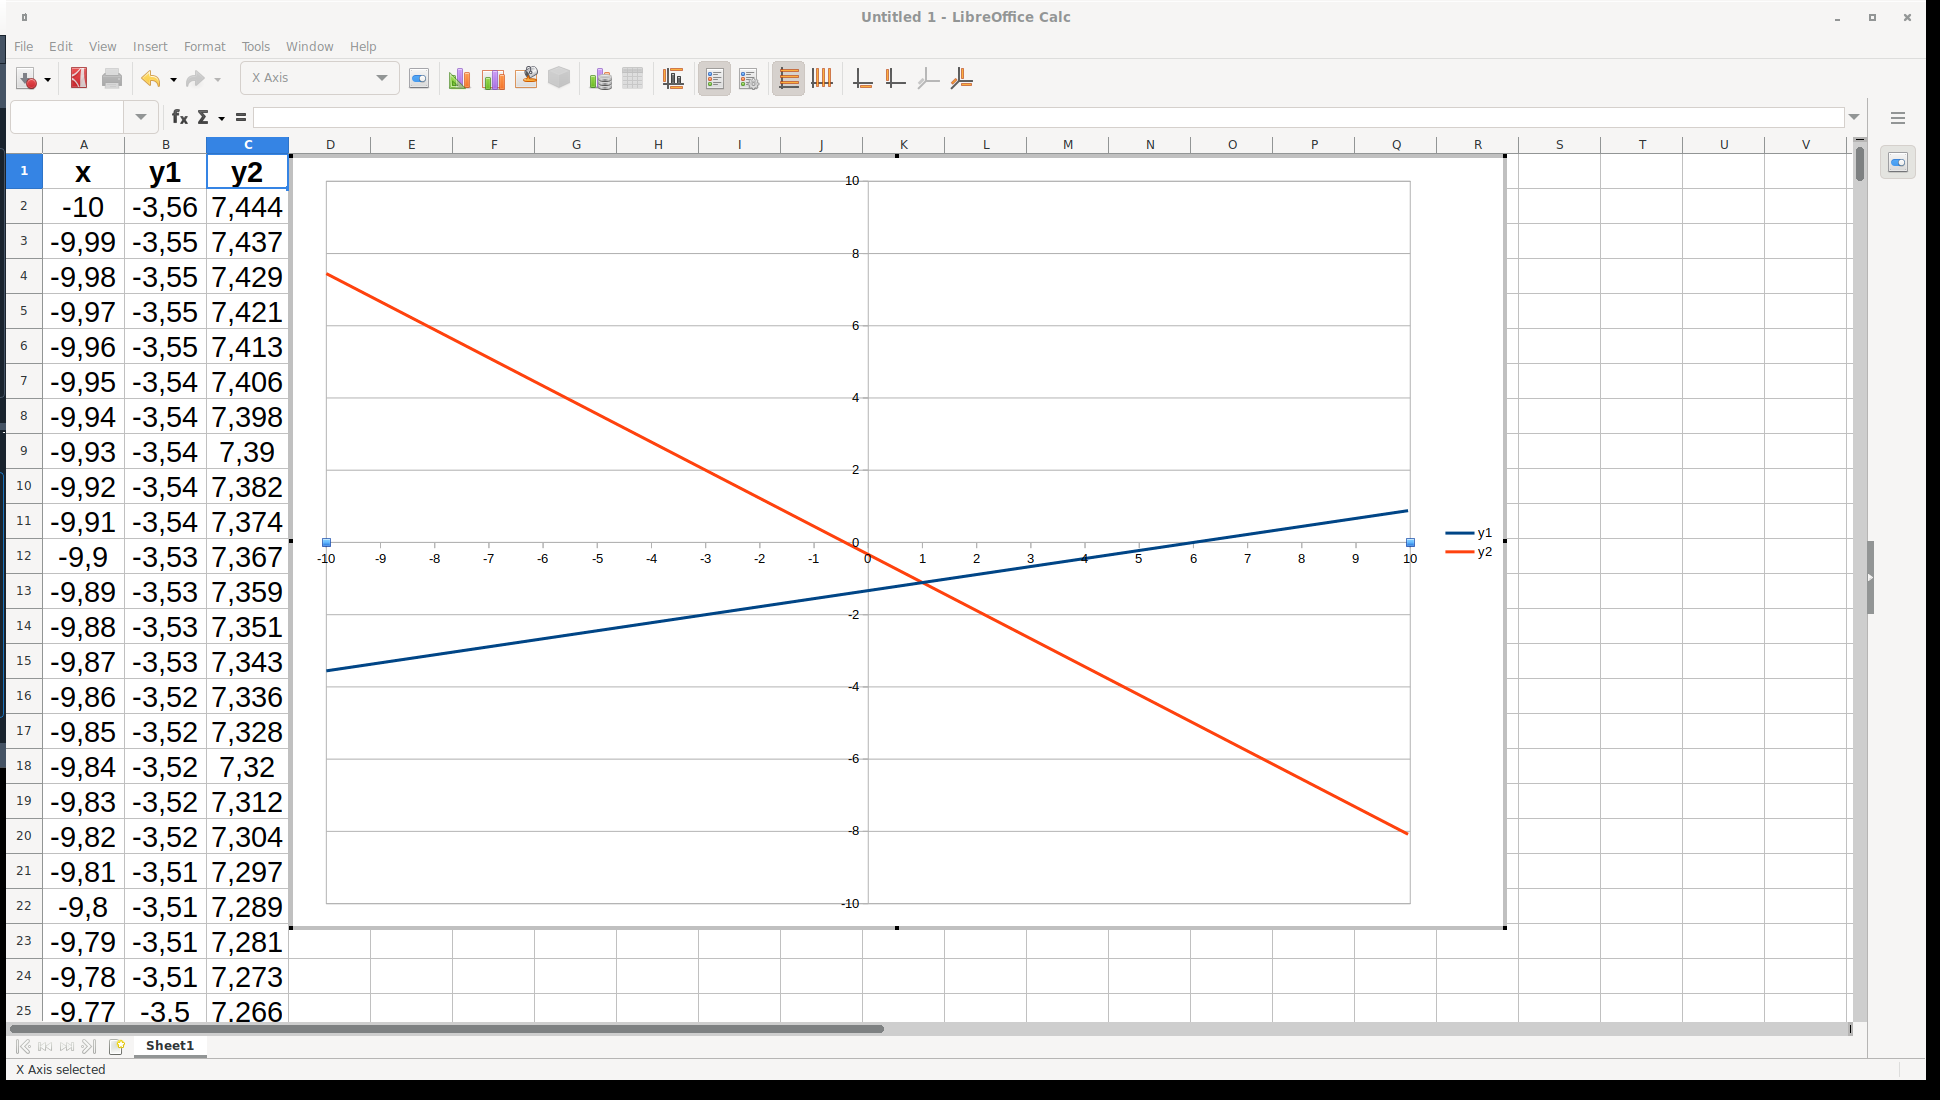 Untitled 1 - LibreOffice Calc
File Edit View Insert Format Tools Window Help
X Axis
fx Σ =
A B C D E F G H I J K L M N O P Q R S T U V
1 x y1 y2
2 -10 -3,56 7,444
3 -9,99 -3,55 7,437
4 -9,98 -3,55 7,429
5 -9,97 -3,55 7,421
6 -9,96 -3,55 7,413
7 -9,95 -3,54 7,406
8 -9,94 -3,54 7,398
9 -9,93 -3,54 7,39
10 -9,92 -3,54 7,382
11 -9,91 -3,54 7,374
12 -9,9 -3,53 7,367
13 -9,89 -3,53 7,359
14 -9,88 -3,53 7,351
15 -9,87 -3,53 7,343
16 -9,86 -3,52 7,336
17 -9,85 -3,52 7,328
18 -9,84 -3,52 7,32
19 -9,83 -3,52 7,312
20 -9,82 -3,52 7,304
21 -9,81 -3,51 7,297
22 -9,8 -3,51 7,289
23 -9,79 -3,51 7,281
24 -9,78 -3,51 7,273
25 -9,77 -3,5 7,266
10
8
6
4
2
0
-10 -9 -8 -7 -6 -5 -4 -3 -2 -1 0 1 2 3 4 5 6 7 8 9 10
-2
-4
-6
-8
-10
y1
y2
Sheet1
X Axis selected